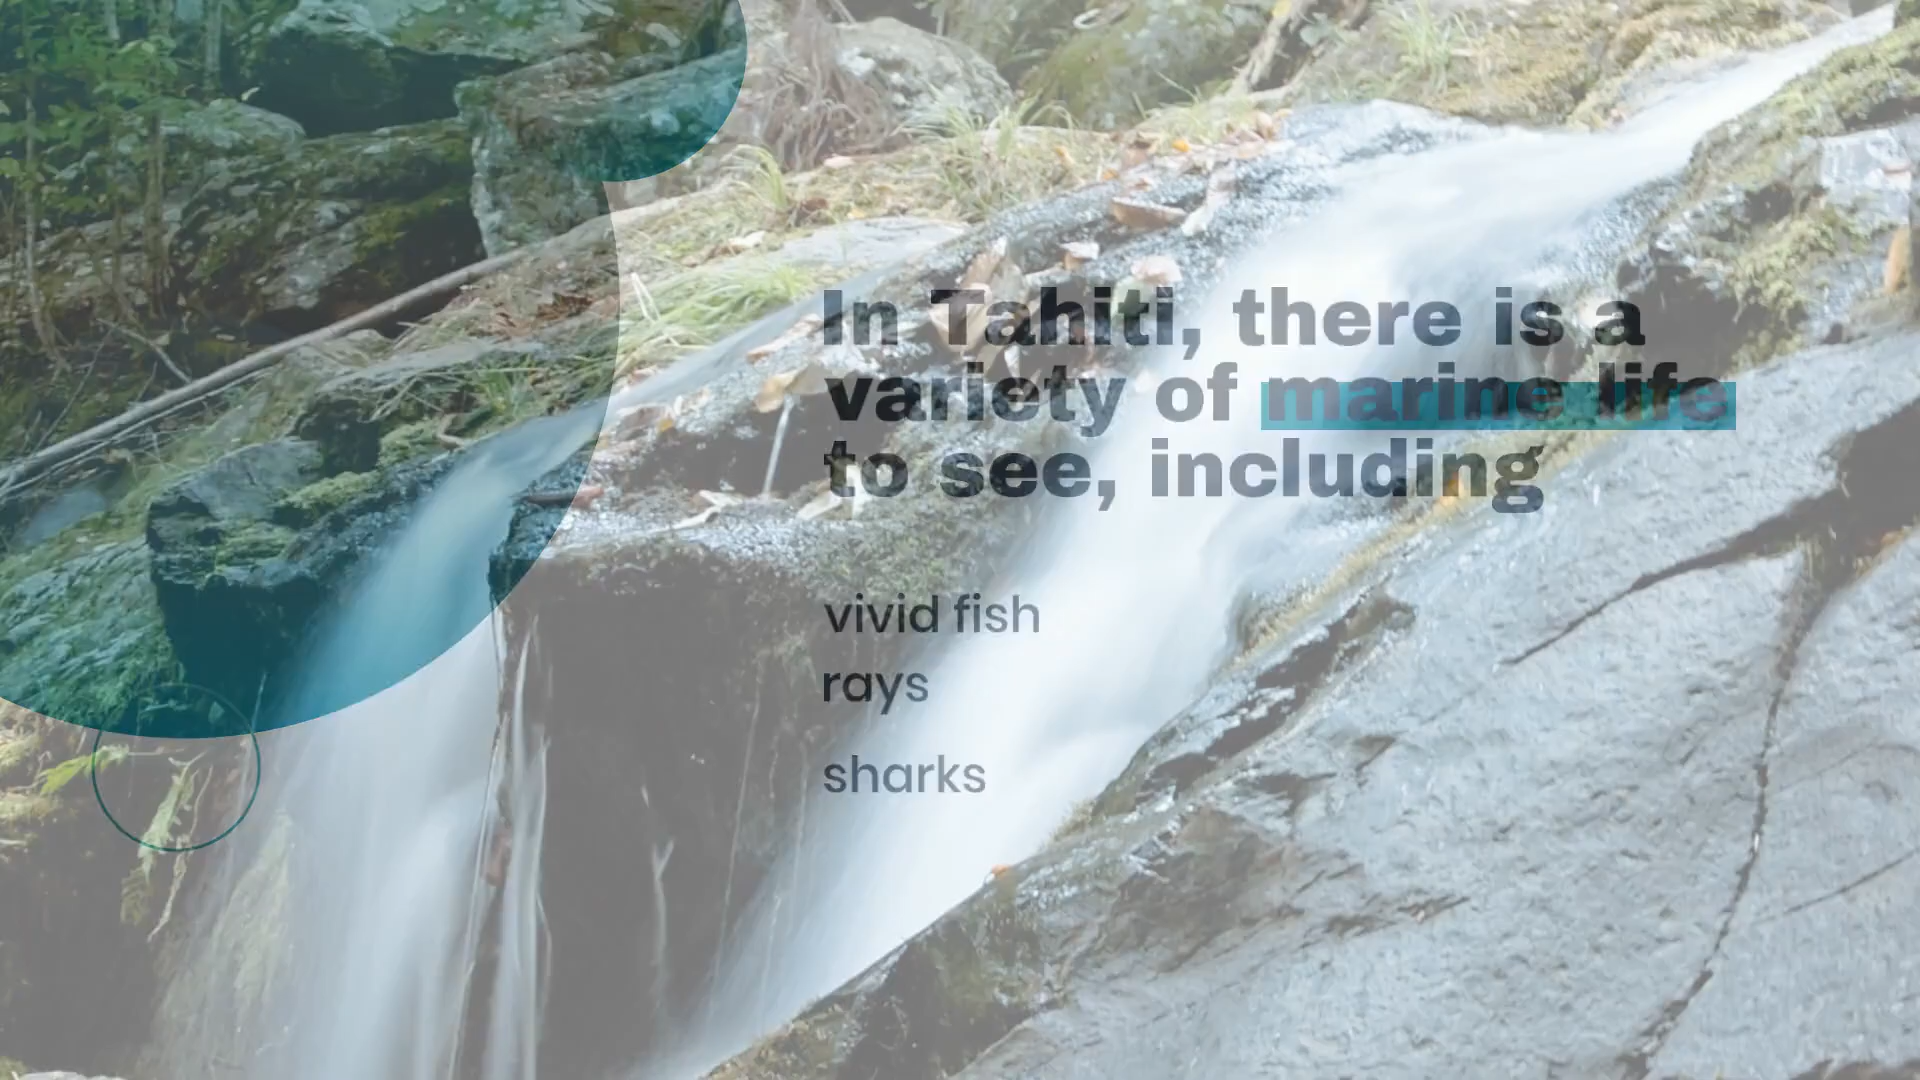 In Tahiti, there is a
variety of marine life
to see, including
vivid fish
rays
sharks